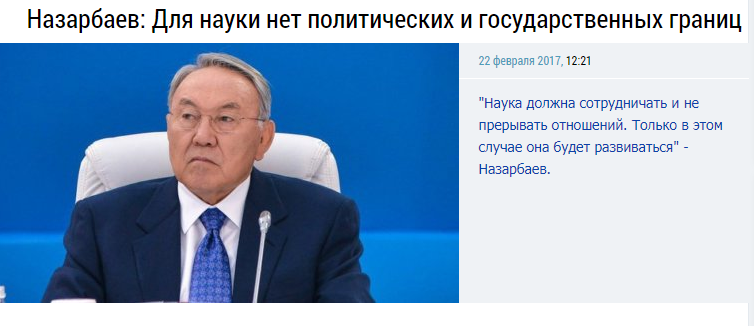 Назарбаев: Для науки нет политических и государственных границ
22 февраля 2017, 12:21
"Наука должна сотрудничать и не
прерывать отношений. Только в этом
случае она будет развиваться" -
Назарбаев.